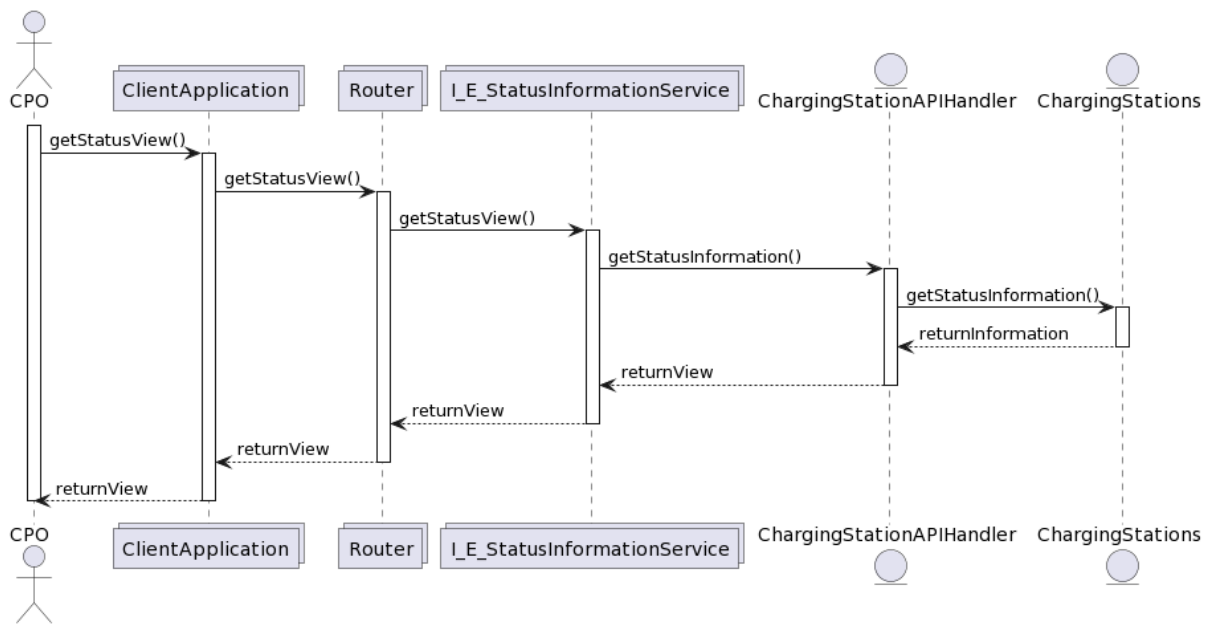 CPO
ClientApplication
Router
I_E_StatusInformationService
ChargingStationAPIHandler
ChargingStations
getStatusView()
getStatusView()
getStatusView()
getStatusInformation()
getStatusInformation()
returnInformation
returnView
returnView
returnView
returnView
CPO
ClientApplication
Router
I_E_StatusInformationService
ChargingStationAPIHandler
ChargingStations